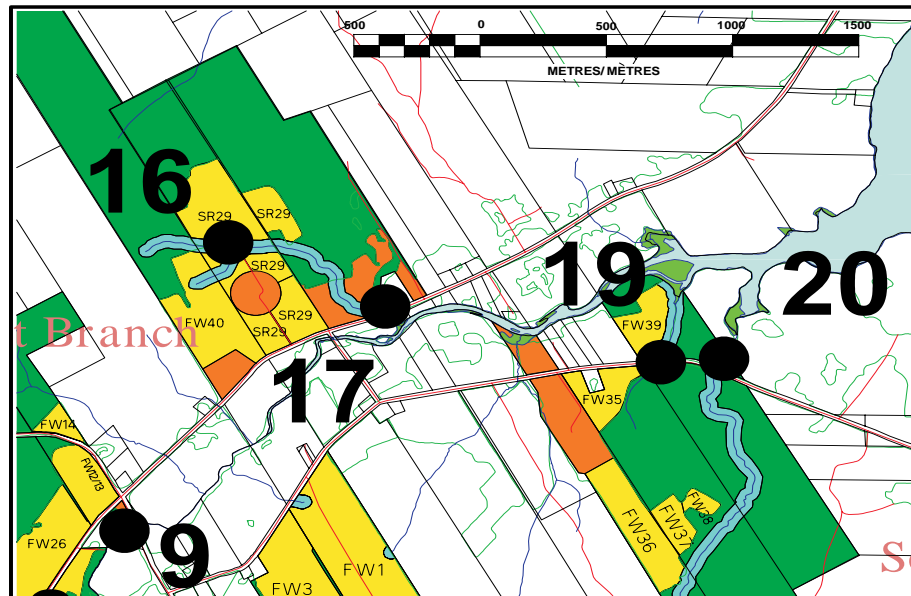 500 0 500 1000 1500
METRES/ MÈTRES
16
SR29
SR29
SR29
SR29
SR29
FW40
t Branch
17
19
20
FW39
FW35
FW14
FW12/13
FW26
9
FW3
FW1
FW36
FW37
FW38